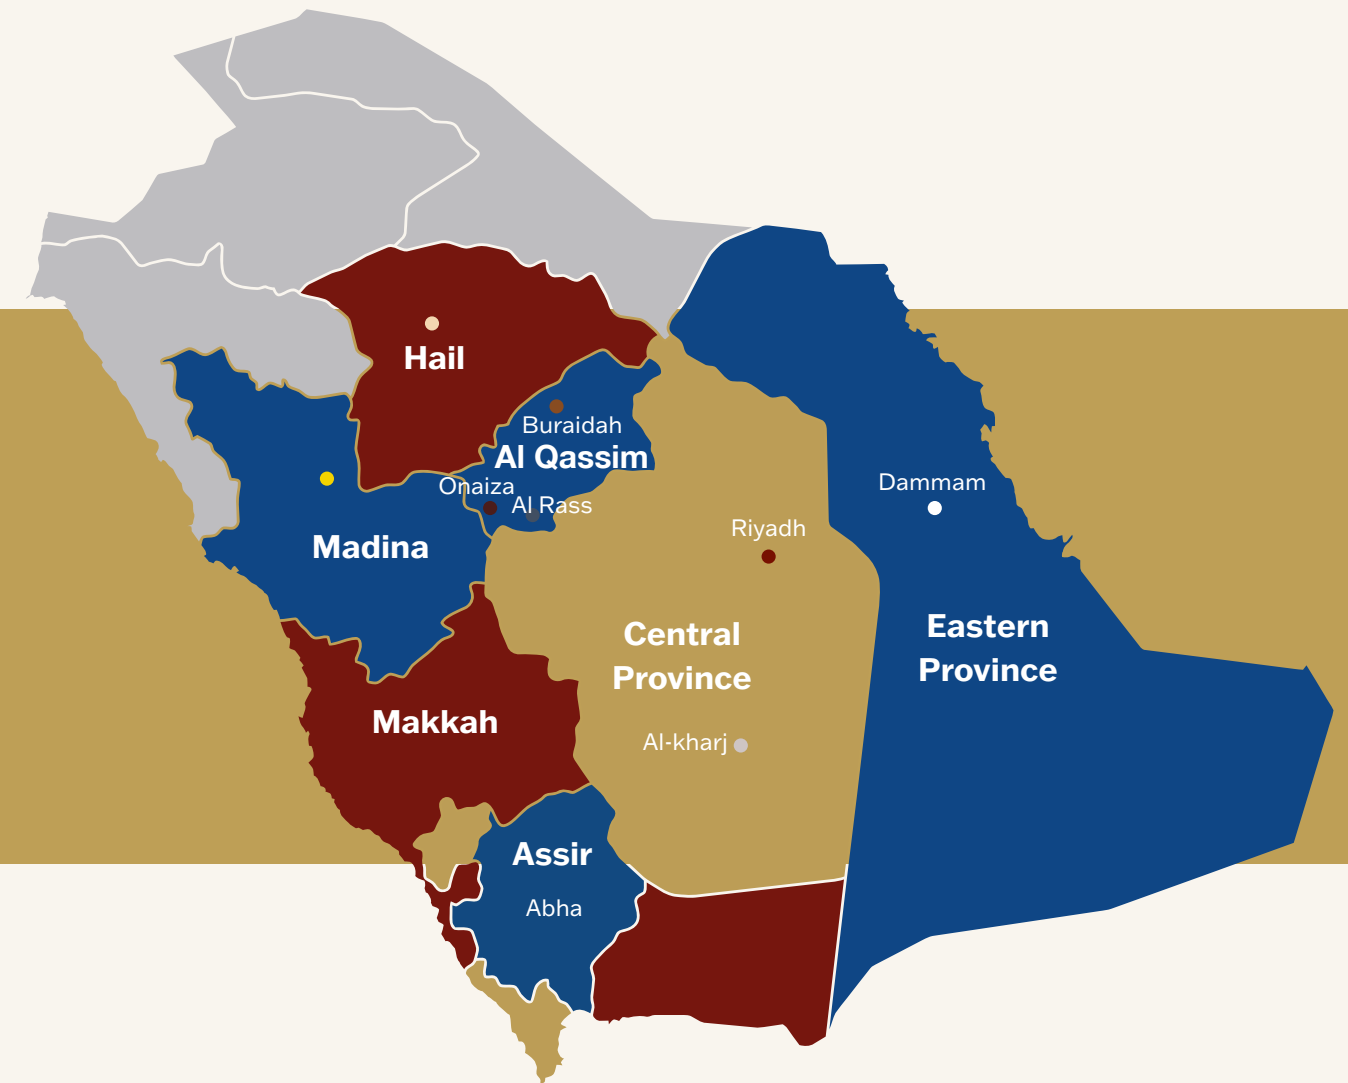 Hail
Buraidah
Al Qassim
Onaiza
Al Rass
Dammam
Riyadh
Madina
Central
Province
Eastern
Province
Makkah
Al-kharj
Assir
Abha